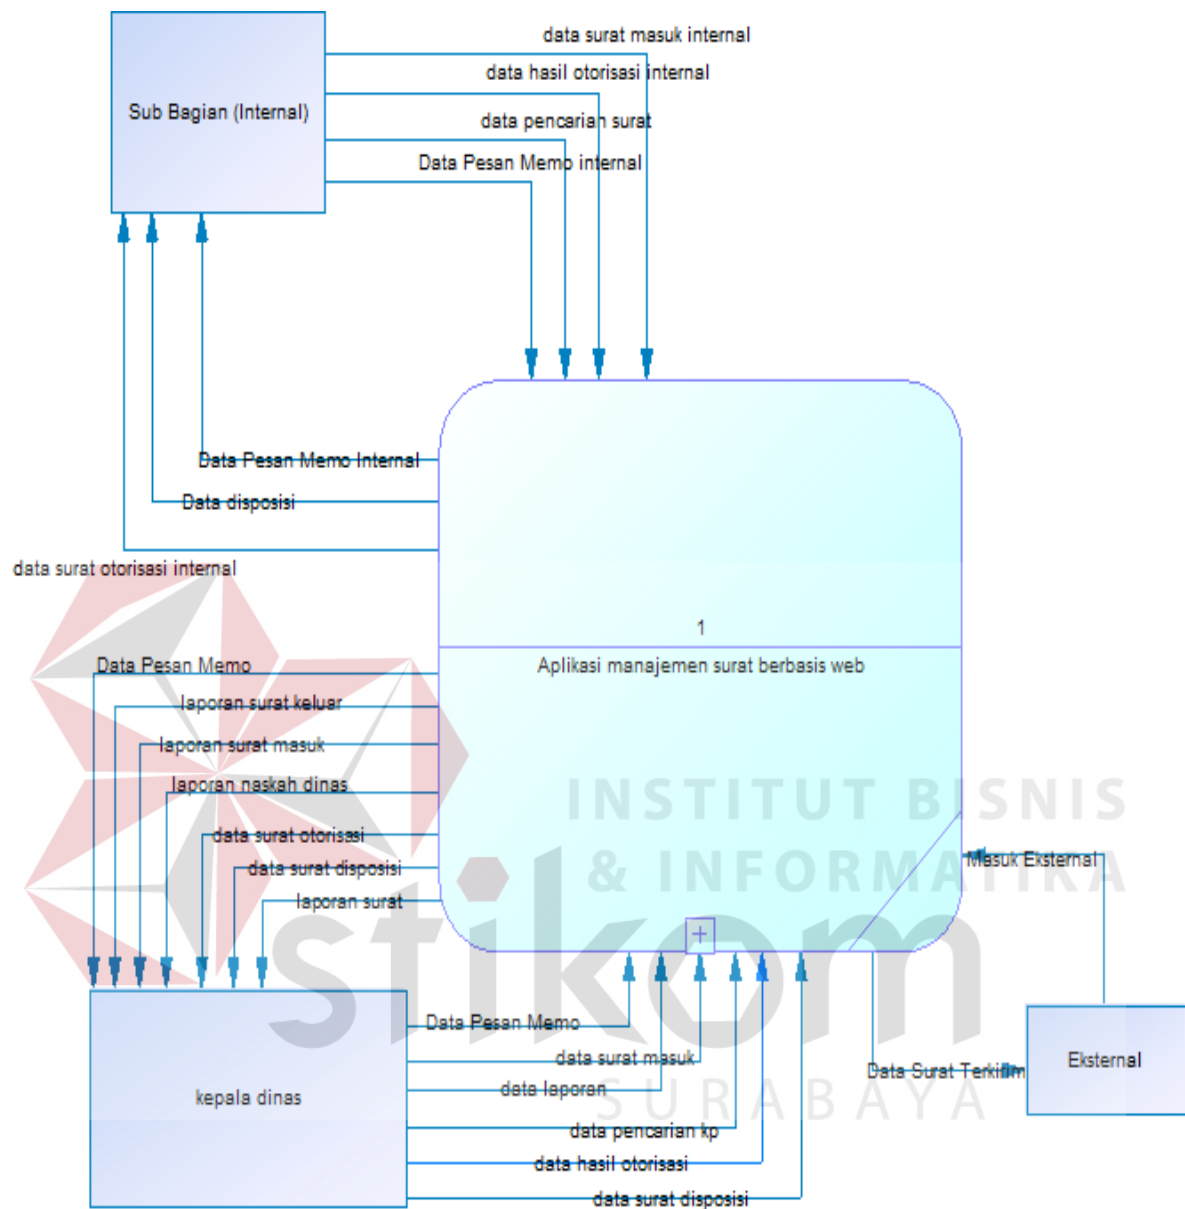 data surat masuk internal
data hasil otorisasi internal
Sub Bagian (Internal)
data pencarian surat
Data Pesan Memo internal
Data Pesan Memo Internal
Data disposisi
data surat otorisasi internal
1
Aplikasi manajemen surat berbasis web
Data Pesan Memo
laporan surat keluar
laporan surat masuk
laporan naskah dinas
data surat otorisasi
data surat disposisi
laporan surat
INSTITUT BISNIS
& INFORMATIKA
stikom
SURABAYA
Masuk Eksternal
+
Data Pesan Memo
data surat masuk
data laporan
data pencarian kp
data hasil otorisasi
data surat disposisi
kepala dinas
Data Surat Terkirim
Eksternal